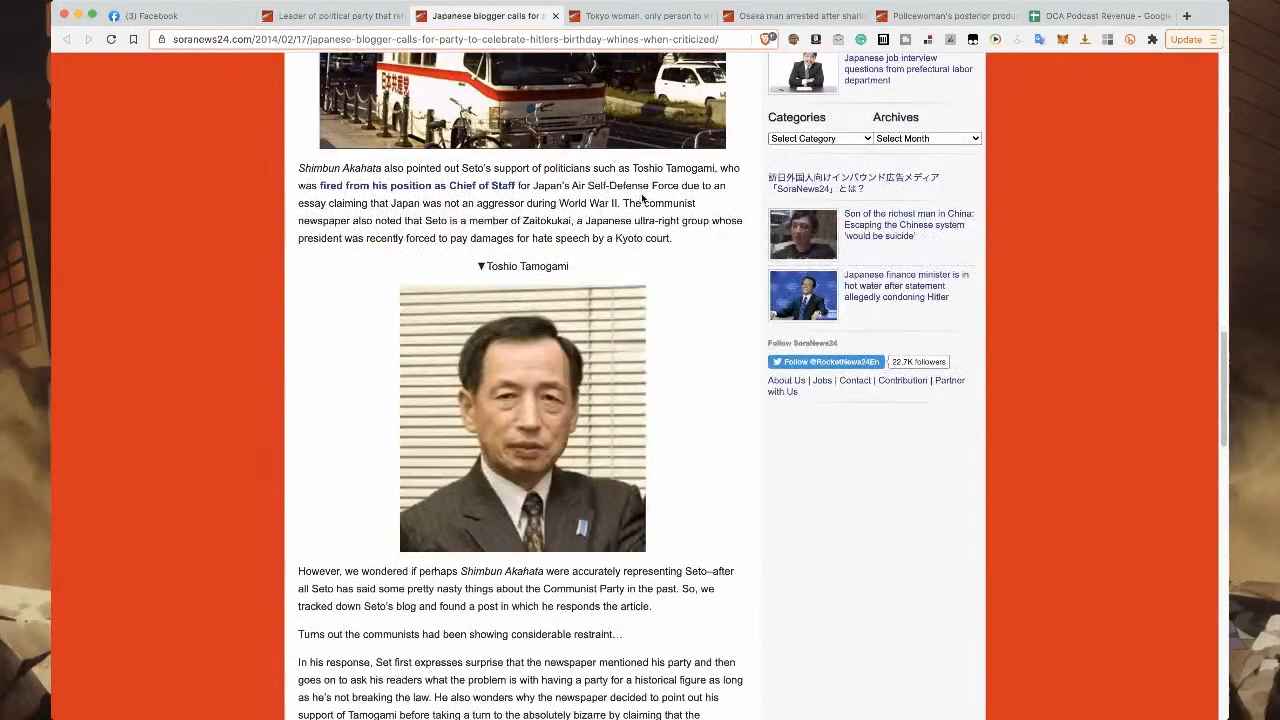 (3) Facebook
Leader of political party that ref
Japanese blogger calls for p
Tokyo woman, only person to w
Osaka man arrested after sharin
Policewoman's posterior produc
OCA Podcast Revenue - Google
soranews24.com/2014/02/17/japanese-blogger-calls-for-party-to-celebrate-hitlers-birthday-whines-when-criticized/
Update
日本共産党
Shimbun Akahata also pointed out Seto's support of politicians such as Toshio Tamogami, who
was fired from his position as Chief of Staff for Japan's Air Self-Defense Force due to an
essay claiming that Japan was not an aggressor during World War II. The communist
newspaper also noted that Seto is a member of Zaitokukai, a Japanese ultra-right group whose
president was recently forced to pay damages for hate speech by a Kyoto court.
▼Toshio Tamogami
However, we wondered if perhaps Shimbun Akahata were accurately representing Seto–after
all Seto has said some pretty nasty things about the Communist Party in the past. So, we
tracked down Seto's blog and found a post in which he responds the article.
Turns out the communists had been showing considerable restraint…
In his response, Set first expresses surprise that the newspaper mentioned his party and then
goes on to ask his readers what the problem is with having a party for a historical figure as long
as he's not breaking the law. He also wonders why the newspaper decided to point out his
support of Tamogami before taking a turn to the absolutely bizarre by claiming that the
Japanese job interview
questions from prefectural labor
department
Categories
Archives
Select Category
Select Month
訪日外国人向けインバウンド広告メディア
「SoraNews24」とは？
Son of the richest man in China:
Escaping the Chinese system
'would be suicide'
Japanese finance minister is in
hot water after statement
allegedly condoning Hitler
Follow SoraNews24
Follow @RocketNews24En
22.7K followers
About Us | Jobs | Contact | Contribution | Partner
with Us